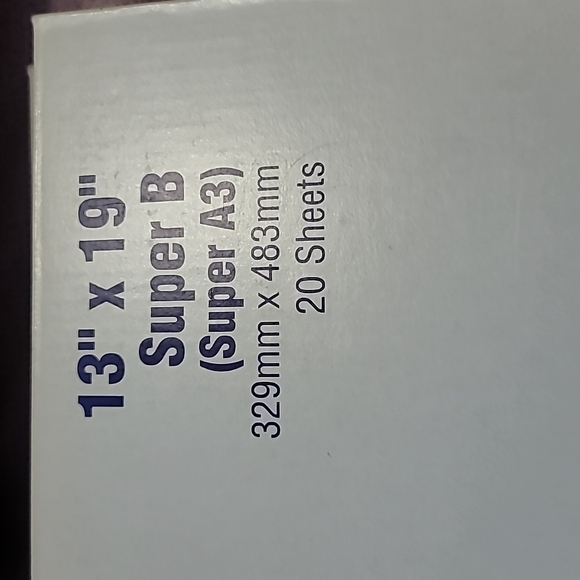 13" x 19"
Super B
(Super A3)
329mm x 483mm
20 Sheets